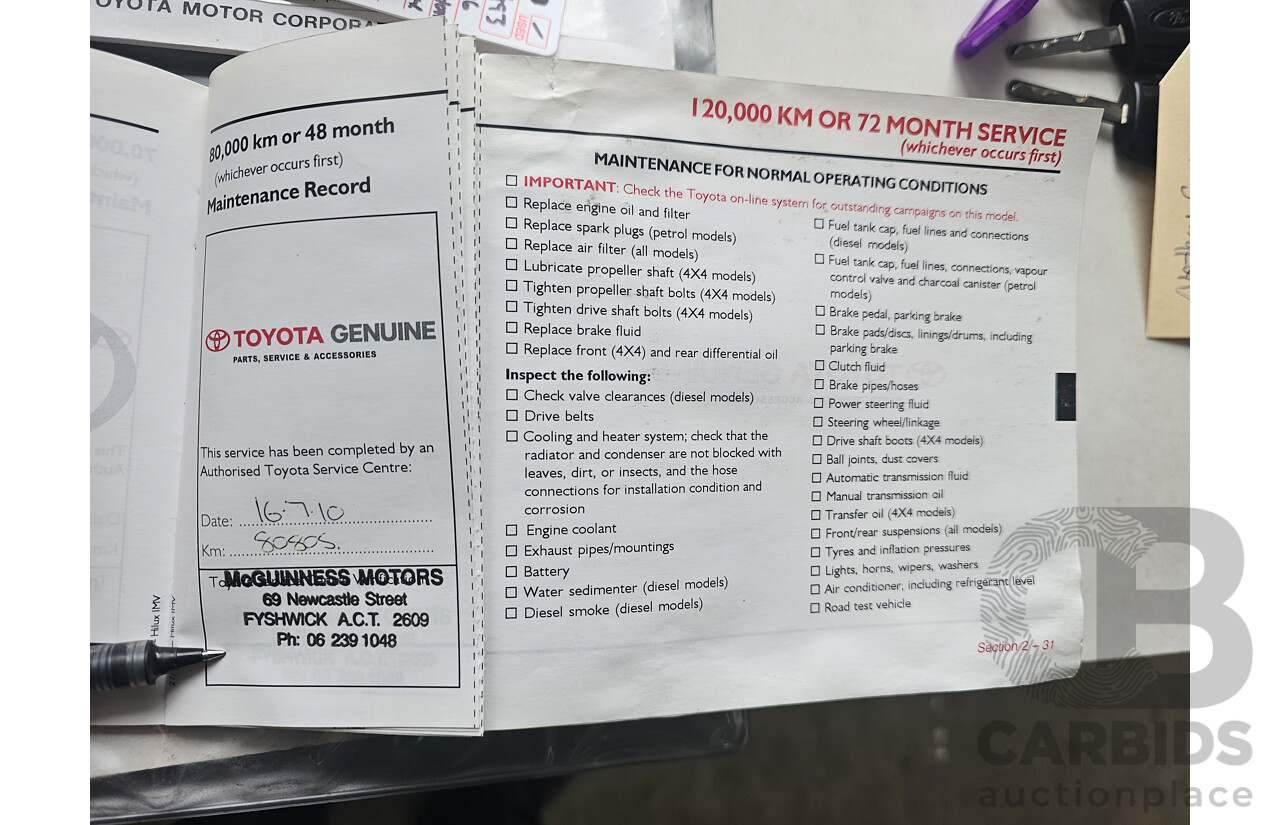 TOYOTA MOTOR CORPORA
USED
80,000 km or 48 month
(whichever occurs first)
Maintenance Record
TOYOTA GENUINE
PARTS, SERVICE & ACCESSORIES
This service has been completed by an
Authorised Toyota Service Centre:
Date: 16.7.10
Km: 80805.
McGUINNESS MOTORS
69 Newcastle Street
FYSHWICK A.C.T. 2609
Ph: 06 239 1048
Hilux IMV
120,000 KM OR 72 MONTH SERVICE
(whichever occurs first)
MAINTENANCE FOR NORMAL OPERATING CONDITIONS
IMPORTANT: Check the Toyota on-line system for outstanding campaigns on this model.
Replace engine oil and filter
Replace spark plugs (petrol models)
Replace air filter (all models)
Lubricate propeller shaft (4X4 models)
Tighten propeller shaft bolts (4X4 models)
Tighten drive shaft bolts (4X4 models)
Replace brake fluid
Replace front (4X4) and rear differential oil
Inspect the following:
Check valve clearances (diesel models)
Drive belts
Cooling and heater system; check that the
radiator and condenser are not blocked with
leaves, dirt, or insects, and the hose
connections for installation condition and
corrosion
Engine coolant
Exhaust pipes/mountings
Battery
Water sedimenter (diesel models)
Diesel smoke (diesel models)
Fuel tank cap, fuel lines and connections
(diesel models)
Fuel tank cap, fuel lines, connections, vapour
control valve and charcoal canister (petrol
models)
Brake pedal, parking brake
Brake pads/discs, linings/drums, including
parking brake
Clutch fluid
Brake pipes/hoses
Power steering fluid
Steering wheel/linkage
Drive shaft boots (4X4 models)
Ball joints, dust covers
Automatic transmission fluid
Manual transmission oil
Transfer oil (4X4 models)
Front/rear suspensions (all models)
Tyres and inflation pressures
Lights, horns, wipers, washers
Air conditioner, including refrigerant level
Road test vehicle
Section 2 – 31
CB
CARBIDS
auctionplace